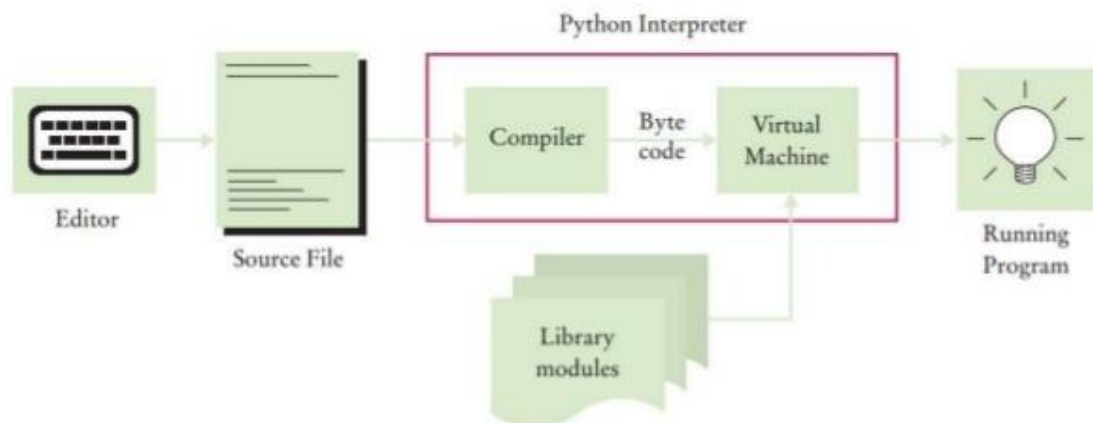 Python Interpreter
Editor
Source File
Compiler
Byte
code
Virtual
Machine
Running
Program
Library
modules